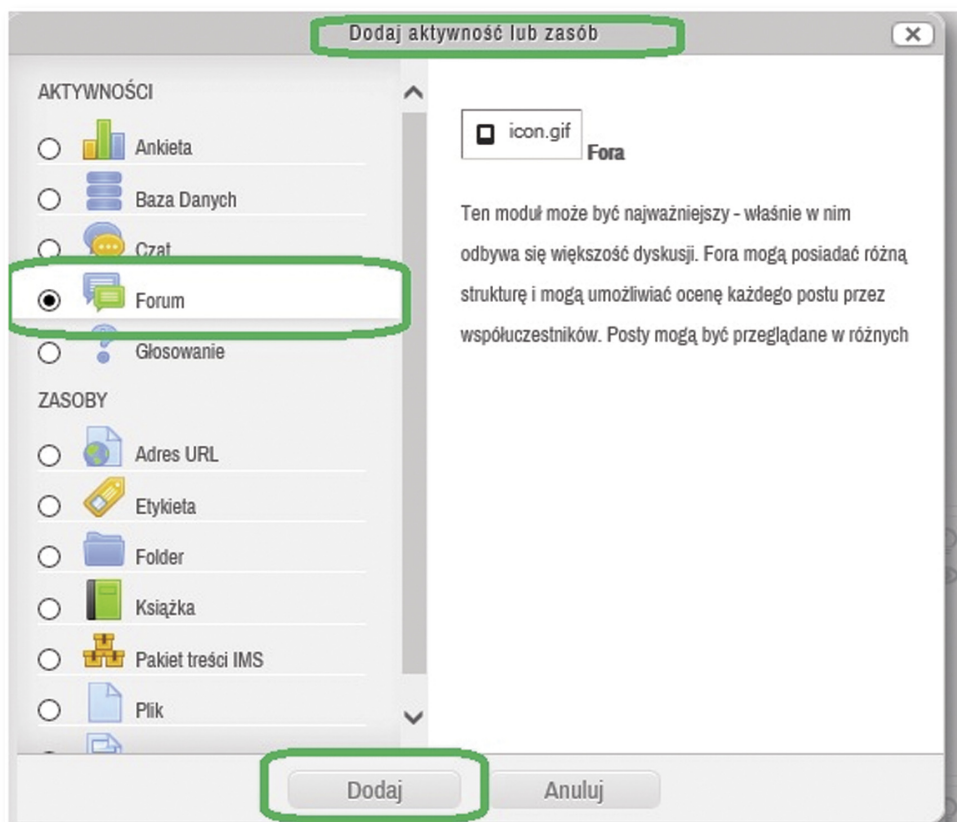 Dodaj aktywność lub zasób
AKTYWNOŚCI
Ankieta
Baza Danych
Czat
Forum
Głosowanie
ZASOBY
Adres URL
Etykieta
Folder
Książka
Pakiet treści IMS
Plik
icon.gif Fora
Ten moduł może być najważniejszy - właśnie w nim
odbywa się większość dyskusji. Fora mogą posiadać różną
strukturę i mogą umożliwiać ocenę każdego postu przez
współuczestników. Posty mogą być przeglądane w różnych
Dodaj Anuluj